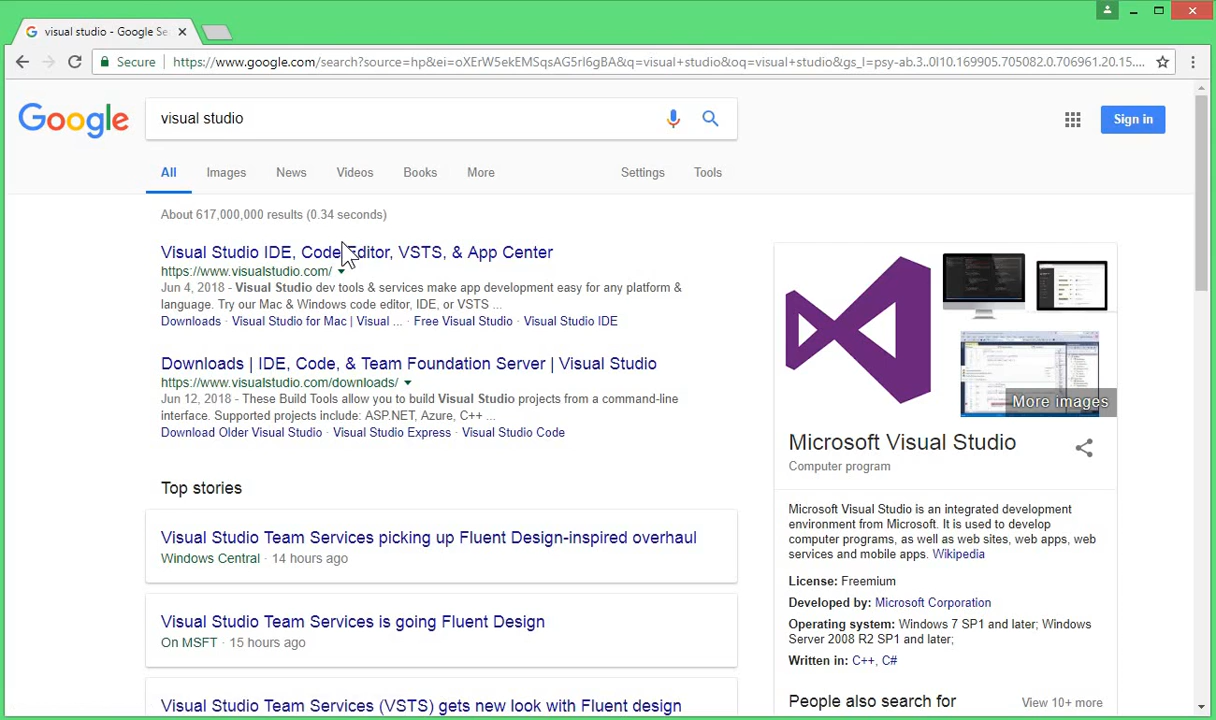 visual studio - Google Se
Secure
https://www.google.com/search?source=hp&ei=oXErW5ekEMSqsAG5rl6gBA&q=visual+studio&oq=visual+studio&gs_l=psy-ab.3..0l10.169905.705082.0.706961.20.15....
Google
visual studio
Sign in
All Images News Videos Books More Settings Tools
About 617,000,000 results (0.34 seconds)
Visual Studio IDE, Code Editor, VSTS, & App Center
https://www.visualstudio.com/
Jun 4, 2018 - Visual Studio dev tools & services make app development easy for any platform &
language. Try our Mac & Windows code editor, IDE, or VSTS ...
Downloads · Visual Studio for Mac | Visual ... · Free Visual Studio · Visual Studio IDE
Downloads | IDE, Code, & Team Foundation Server | Visual Studio
https://www.visualstudio.com/downloads/
Jun 12, 2018 - These Build Tools allow you to build Visual Studio projects from a command-line
interface. Supported projects include: ASP.NET, Azure, C++ ...
Download Older Visual Studio · Visual Studio Express · Visual Studio Code
Top stories
Visual Studio Team Services picking up Fluent Design-inspired overhaul
Windows Central · 14 hours ago
Visual Studio Team Services is going Fluent Design
On MSFT · 15 hours ago
Visual Studio Team Services (VSTS) gets new look with Fluent design
More images
Microsoft Visual Studio
Computer program
Microsoft Visual Studio is an integrated development
environment from Microsoft. It is used to develop
computer programs, as well as web sites, web apps, web
services and mobile apps. Wikipedia
License: Freemium
Developed by: Microsoft Corporation
Operating system: Windows 7 SP1 and later; Windows
Server 2008 R2 SP1 and later;
Written in: C++, C#
People also search for
View 10+ more